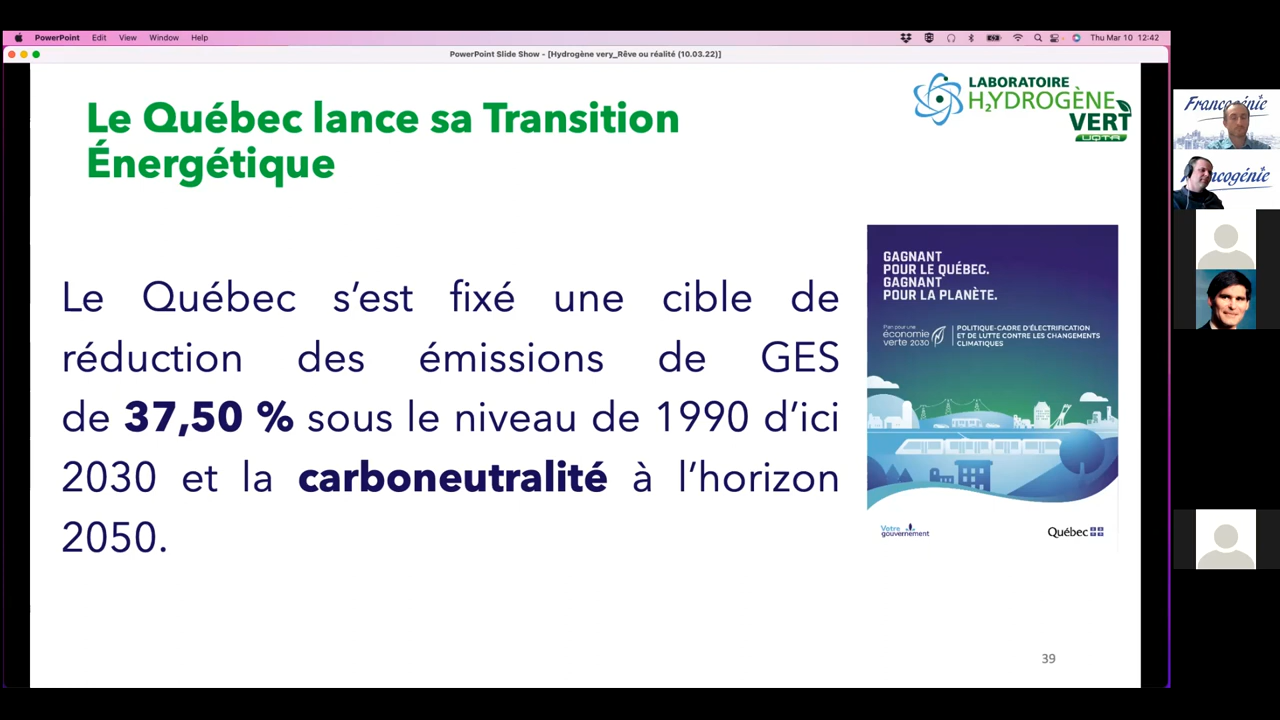 PowerPoint Edit View Window Help Thu Mar 10 12:42
PowerPoint Slide Show - [Hydrogène very_Rêve ou réalité (10.03.22)]
Le Québec lance sa Transition
Énergétique
LABORATOIRE
H₂YDROGÈNE
VERT
UQTR
Francogénie
Francogénie
Le Québec s’est fixé une cible de
réduction des émissions de GES
de 37,50 % sous le niveau de 1990 d’ici
2030 et la carboneutralité à l’horizon
2050.
GAGNANT
POUR LE QUÉBEC.
GAGNANT
POUR LA PLANÈTE.
Plan pour une
économie
verte 2030
POLITIQUE-CADRE D’ÉLECTRIFICATION
ET DE LUTTE CONTRE LES CHANGEMENTS
CLIMATIQUES
Votre
gouvernement
Québec
39